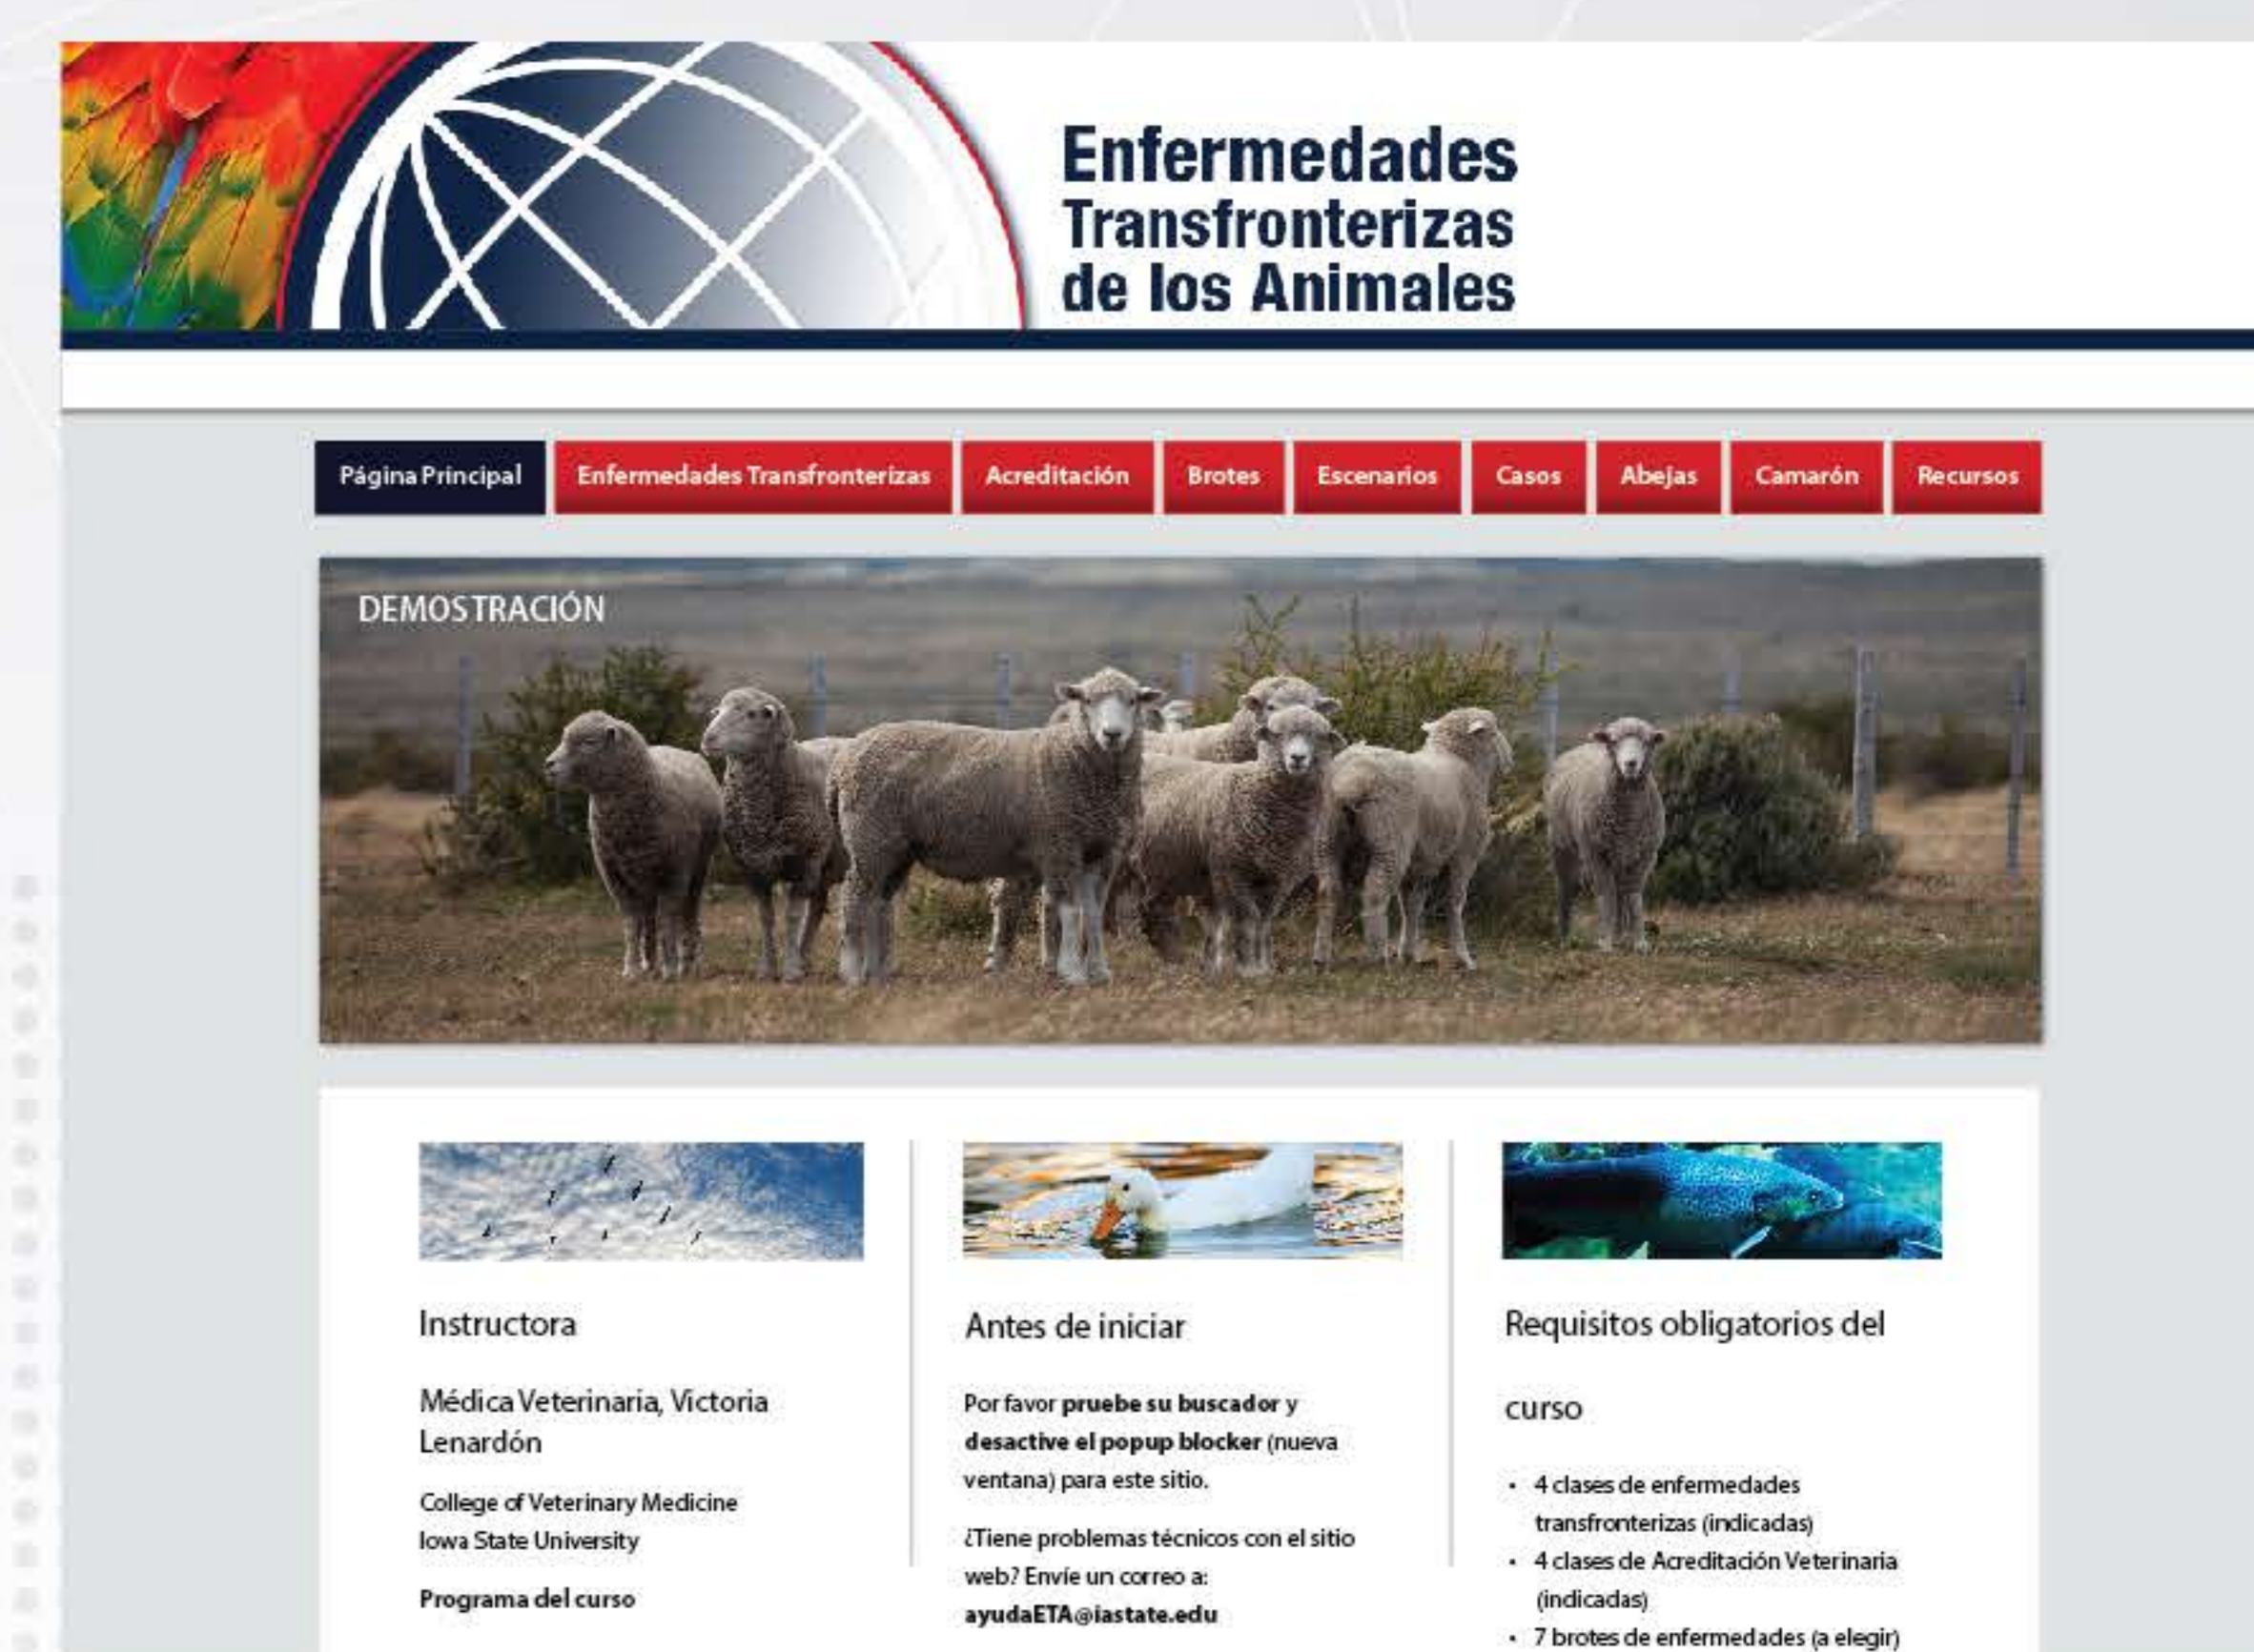 Enfermedades
Transfronterizas
de los Animales
Página Principal
Enfermedades Transfronterizas
Acreditación
Brotes
Escenarios
Casos
Abejas
Camarón
Recursos
DEMOSTRACIÓN
Instructora
Médica Veterinaria, Victoria
Lenardón
College of Veterinary Medicine
Iowa State University
Programa del curso
Antes de iniciar
Por favor pruebe su buscador y
desactive el popup blocker (nueva
ventana) para este sitio.
¿Tiene problemas técnicos con el sitio
web? Envíe un correo a:
ayudaETA@iastate.edu
Requisitos obligatorios del
curso
• 4 clases de enfermedades
transfronterizas (indicadas)
• 4 clases de Acreditación Veterinaria
(indicadas)
• 7 brotes de enfermedades (a elegir)